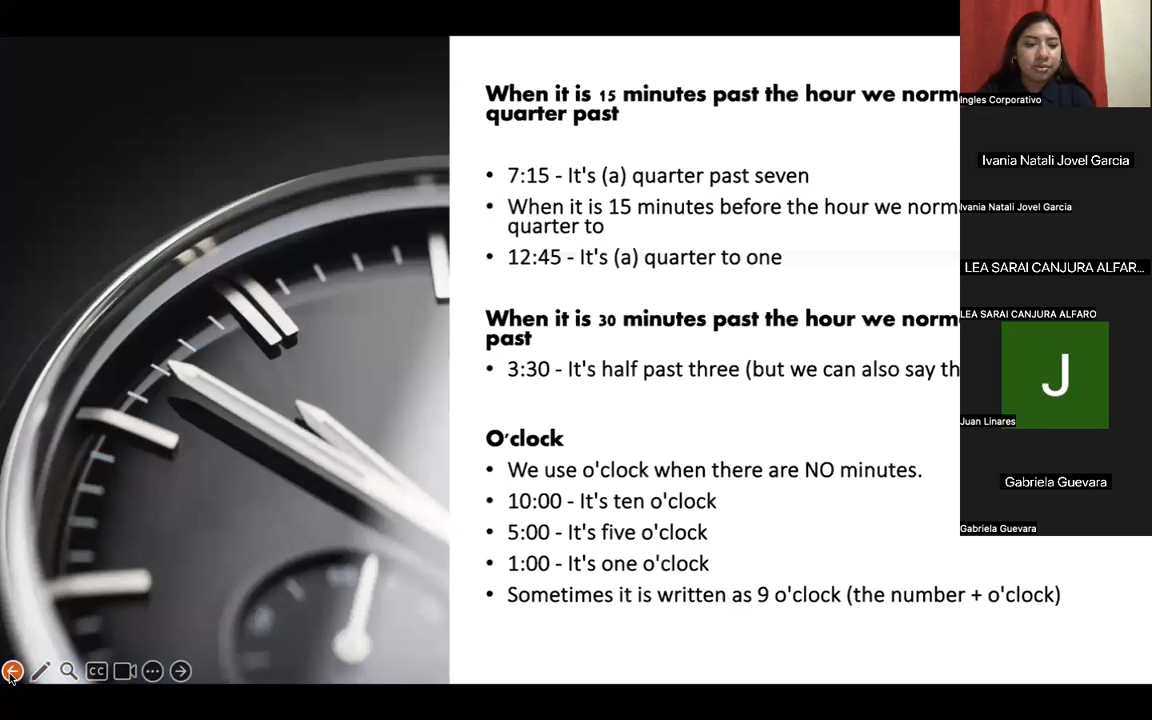 When it is 15 minutes past the hour we norm
quarter past
7:15 - It's (a) quarter past seven
When it is 15 minutes before the hour we norm
quarter to
12:45 - It's (a) quarter to one
When it is 30 minutes past the hour we norm
past
3:30 - It's half past three (but we can also say th
O'clock
We use o'clock when there are NO minutes.
10:00 - It's ten o'clock
5:00 - It's five o'clock
1:00 - It's one o'clock
Sometimes it is written as 9 o'clock (the number + o'clock)
CC
Ingles Corporativo
Ivania Natali Jovel Garcia
Ivania Natali Jovel Garcia
LEA SARAI CANJURA ALFAR...
LEA SARAI CANJURA ALFARO
J
Juan Linares
Gabriela Guevara
Gabriela Guevara